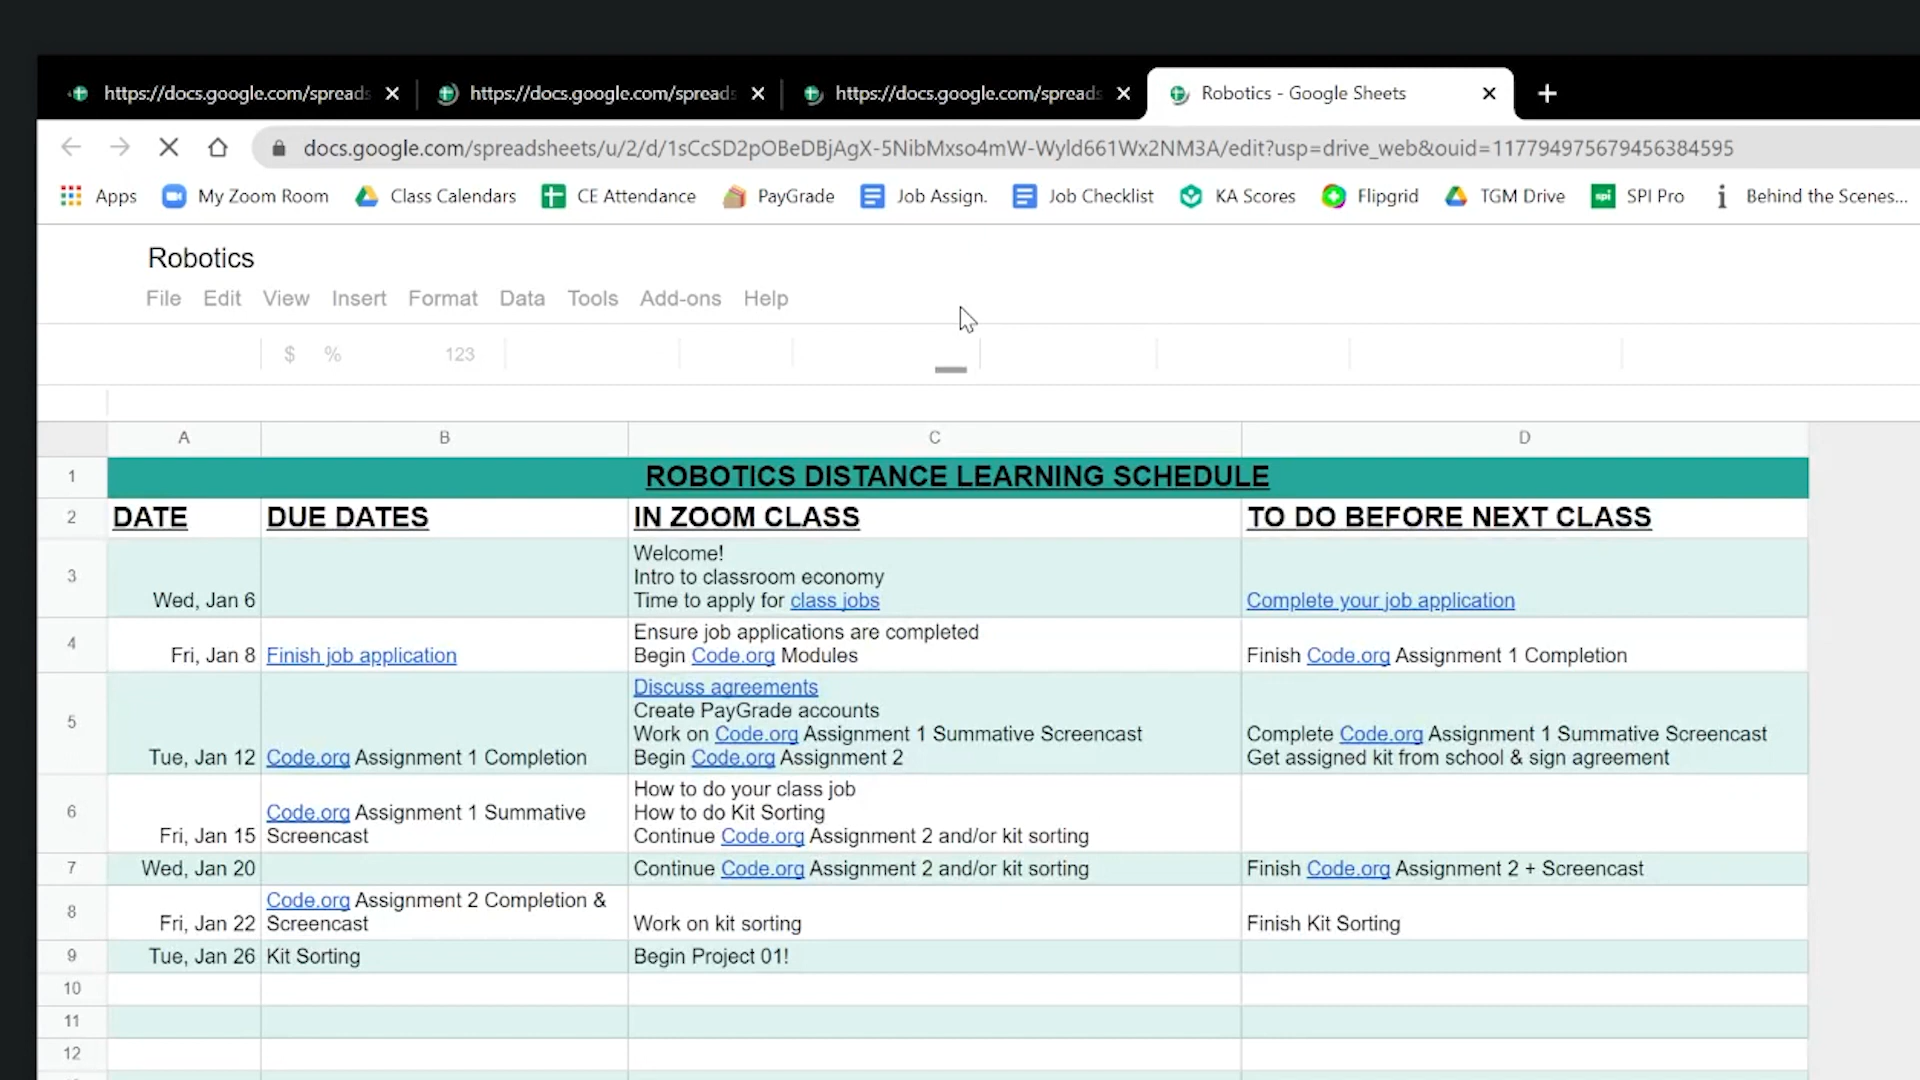 https://docs.google.com/spreads
https://docs.google.com/spreads
https://docs.google.com/spreads
Robotics - Google Sheets
docs.google.com/spreadsheets/u/2/d/1sCcSD2pOBeDBjAgX-5NibMxso4mW-Wyld661Wx2NM3A/edit?usp=drive_web&ouid=117794975679456384595
Apps My Zoom Room Class Calendars CE Attendance PayGrade Job Assign. Job Checklist KA Scores Flipgrid TGM Drive spi SPI Pro Behind the Scenes...
Robotics
File Edit View Insert Format Data Tools Add-ons Help
$ % 123
A B C D
1 ROBOTICS DISTANCE LEARNING SCHEDULE
2 DATE DUE DATES IN ZOOM CLASS TO DO BEFORE NEXT CLASS
3
Wed, Jan 6
Welcome!
Intro to classroom economy
Time to apply for class jobs
Complete your job application
4
Fri, Jan 8
Finish job application
Ensure job applications are completed
Begin Code.org Modules
Finish Code.org Assignment 1 Completion
5
Tue, Jan 12
Code.org Assignment 1 Completion
Discuss agreements
Create PayGrade accounts
Work on Code.org Assignment 1 Summative Screencast
Begin Code.org Assignment 2
Complete Code.org Assignment 1 Summative Screencast
Get assigned kit from school & sign agreement
6
Fri, Jan 15
Code.org Assignment 1 Summative
Screencast
How to do your class job
How to do Kit Sorting
Continue Code.org Assignment 2 and/or kit sorting
7
Wed, Jan 20
Continue Code.org Assignment 2 and/or kit sorting
Finish Code.org Assignment 2 + Screencast
8
Fri, Jan 22
Code.org Assignment 2 Completion &
Screencast
Work on kit sorting
Finish Kit Sorting
9
Tue, Jan 26
Kit Sorting
Begin Project 01!
10
11
12